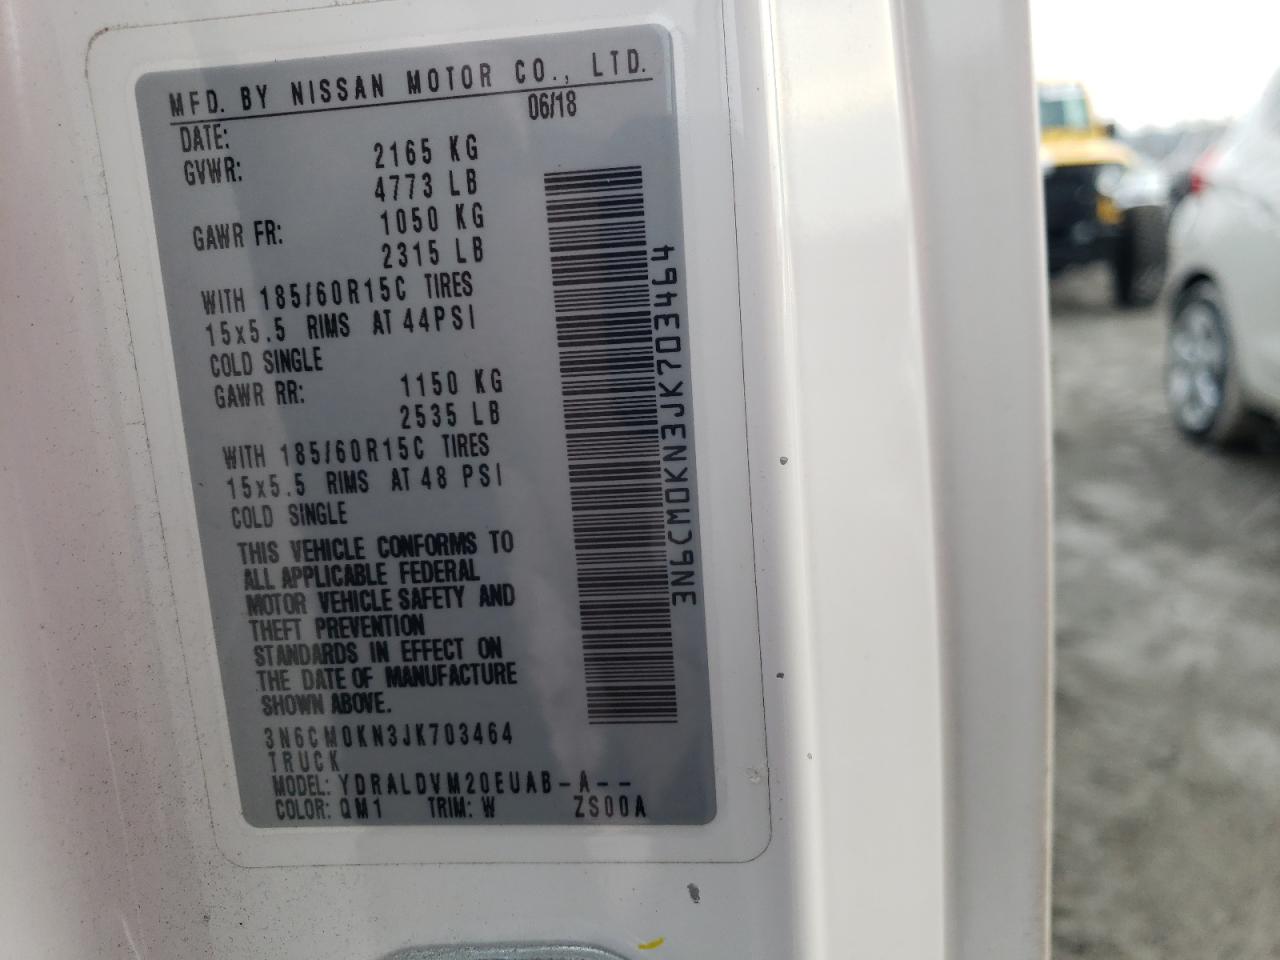 MFD. BY NISSAN MOTOR CO., LTD.
DATE: 06/18
GVWR: 2165 KG
4773 LB
GAWR FR: 1050 KG
2315 LB
WITH 185/60R15C TIRES
15x5.5 RIMS AT 44PSI
COLD SINGLE
GAWR RR: 1150 KG
2535 LB
WITH 185/60R15C TIRES
15x5.5 RIMS AT 48 PSI
COLD SINGLE
THIS VEHICLE CONFORMS TO
ALL APPLICABLE FEDERAL
MOTOR VEHICLE SAFETY AND
THEFT PREVENTION
STANDARDS IN EFFECT ON
THE DATE OF MANUFACTURE
SHOWN ABOVE.
3N6CM0KN3JK703464
TRUCK
MODEL: YDRALDVM20EUAB-A--
COLOR: QM1 TRIM: W ZS00A
3N6CM0KN3JK703464